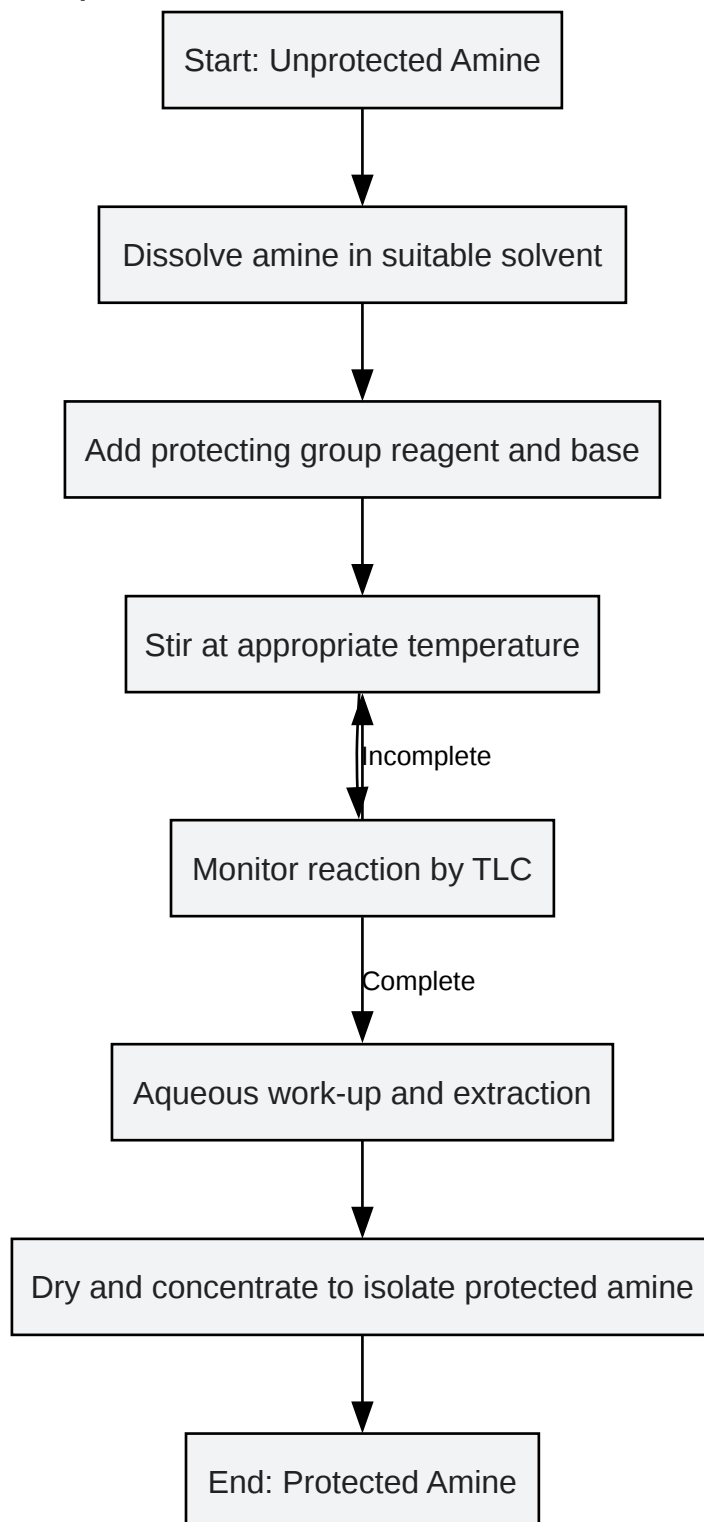 Start: Unprotected Amine
Dissolve amine in suitable solvent
Add protecting group reagent and base
Stir at appropriate temperature
Incomplete
Monitor reaction by TLC
Complete
Aqueous work-up and extraction
Dry and concentrate to isolate protected amine
End: Protected Amine